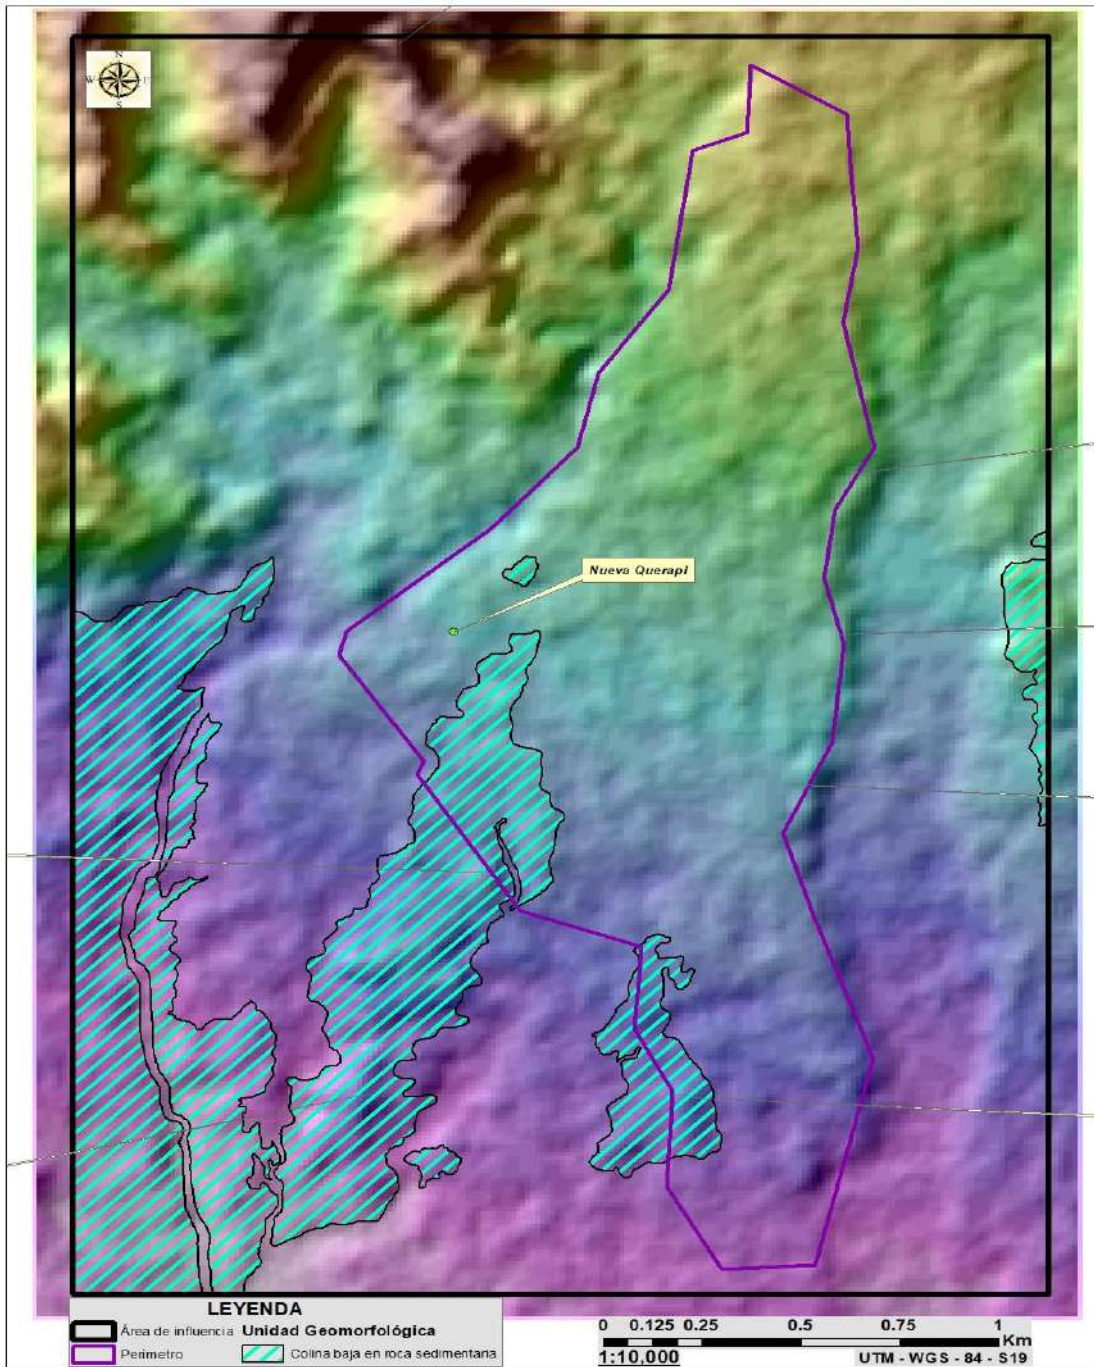 N
W
S
Nueva Querapi
LEYENDA
Área de influencia Unidad Geomorfológica
Perimetro Colina baja en roca sedimentaria
0 0.125 0.25 0.5 0.75 1
Km
1:10,000 UTM - WGS - 84 - S19